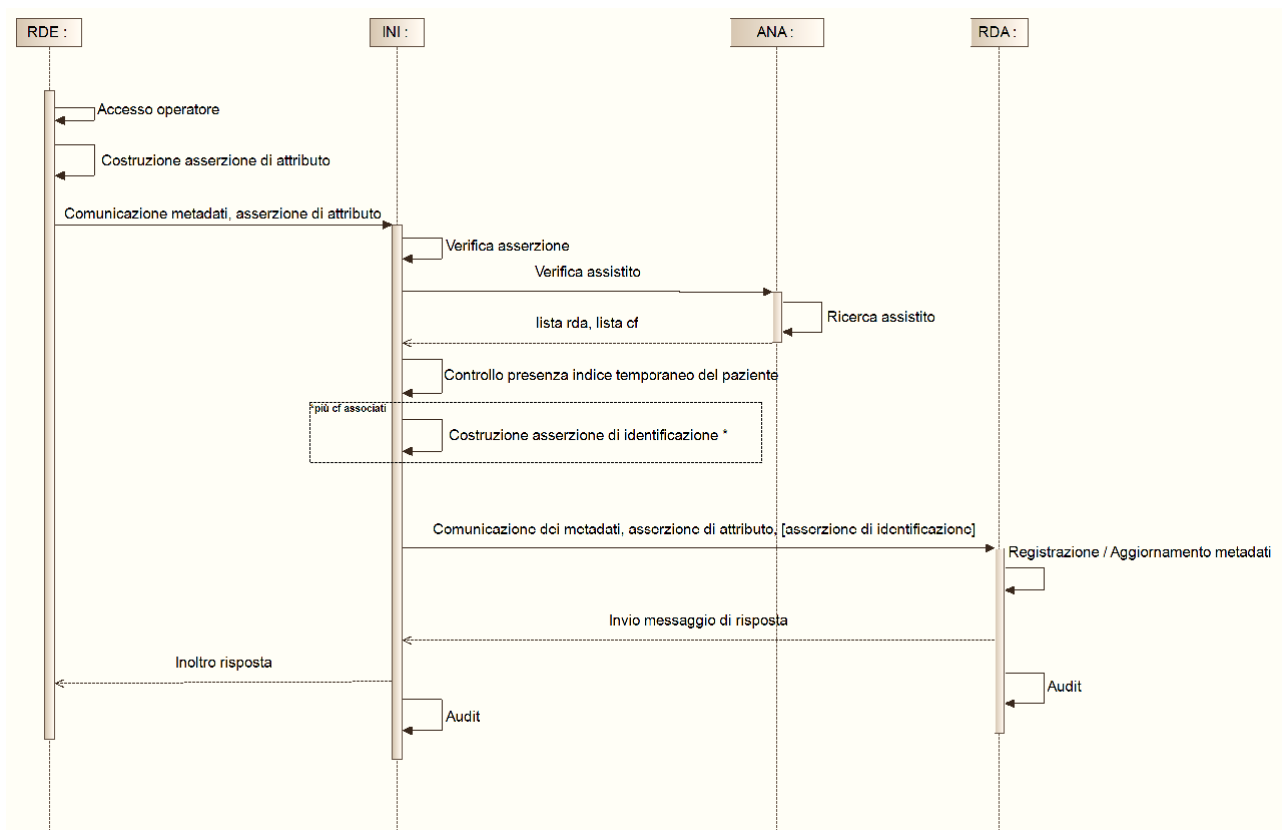 RDE :
INI :
ANA :
RDA :
Accesso operatore
Costruzione asserzione di attributo
Comunicazione metadati, asserzione di attributo
Verifica asserzione
Verifica assistito
Ricerca assistito
lista rda, lista cf
Controllo presenza indice temporaneo del paziente
*più cf associati
Costruzione asserzione di identificazione *
Comunicazione dei metadati, asserzione di attributo, [asserzione di identificazione]
Registrazione / Aggiornamento metadati
Invio messaggio di risposta
Inoltro risposta
Audit
Audit